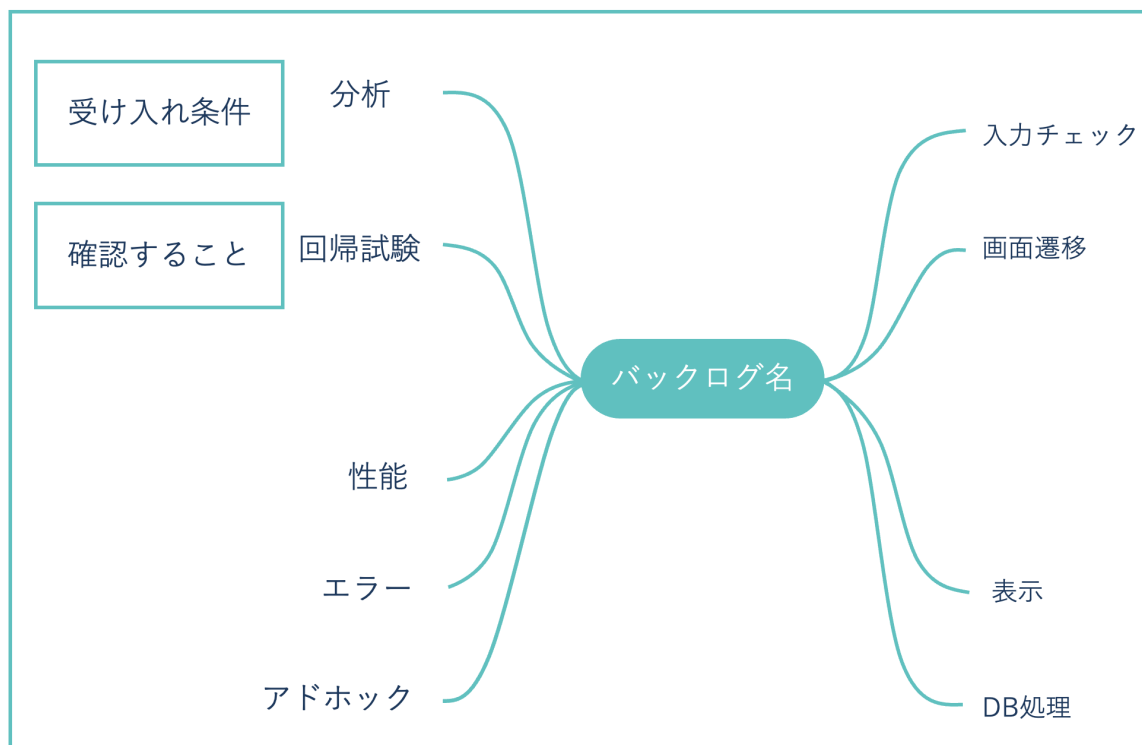 受け入れ条件
確認すること
分析
回帰試験
性能
エラー
アドホック
バックログ名
入力チェック
画面遷移
表示
DB処理